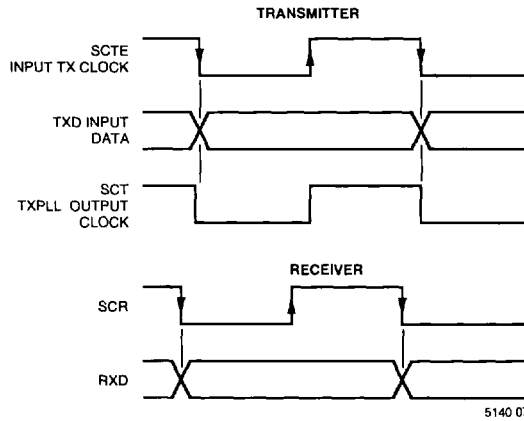 TRANSMITTER
SCTE
INPUT TX CLOCK
TXD INPUT
DATA
SCT
TXPLL OUTPUT
CLOCK
RECEIVER
SCR
RXD